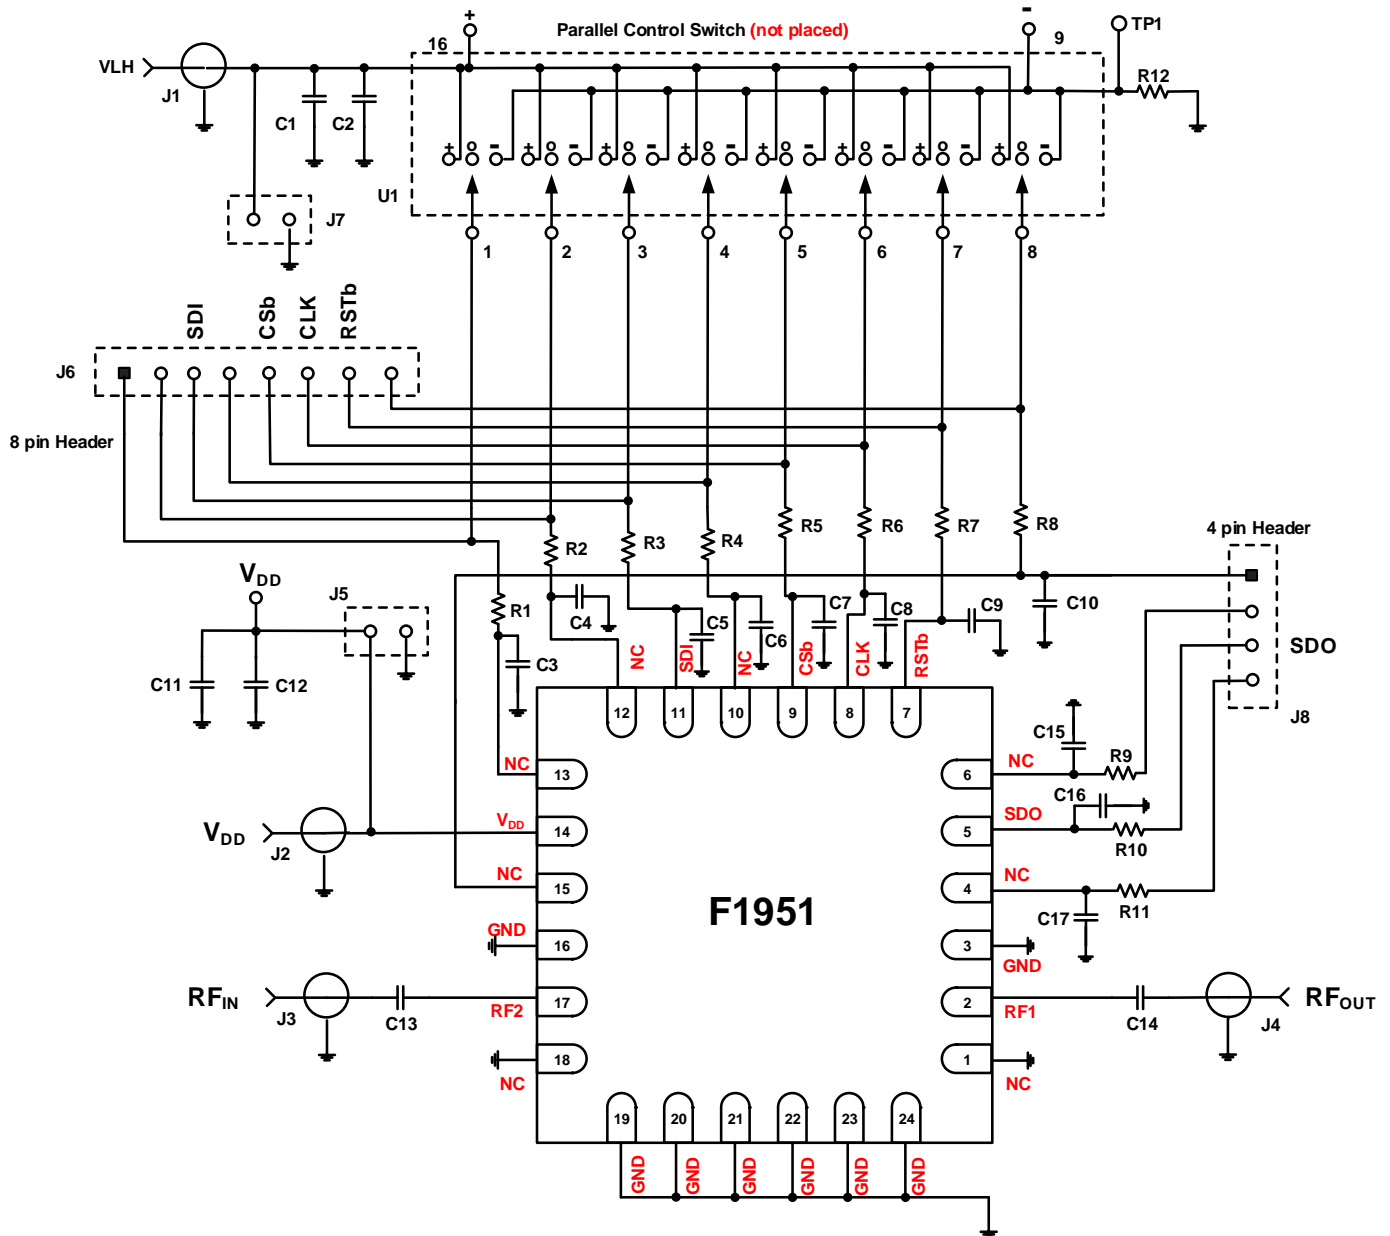 +
-
Parallel Control Switch (not placed)
16
9
TP1
VLH
J1
C1
C2
R12
+ o - + o - + o - + o - + o - + o - + o - + o -
U1
J7
1 2 3 4 5 6 7 8
SDI CSb CLK RSTb
J6
8 pin Header
R2 R3 R4 R5 R6 R7 R8
4 pin Header
VDD
J5
R1
C4
C5
C6
C7
C8
C9
C10
C3
NC SDI NC CSb CLK RSTb
SDO
C11
C12
J8
12 11 10 9 8 7
C15
R9
NC
13
6
NC
C16
VDD
J2
VDD
14
5
SDO
R10
NC
15
4
NC
R11
F1951
C17
GND
16
3
GND
RFIN
J3
C13
RF2
17
2
RF1
C14
J4
RFOUT
18
NC
1
NC
19 20 21 22 23 24
GND GND GND GND GND GND